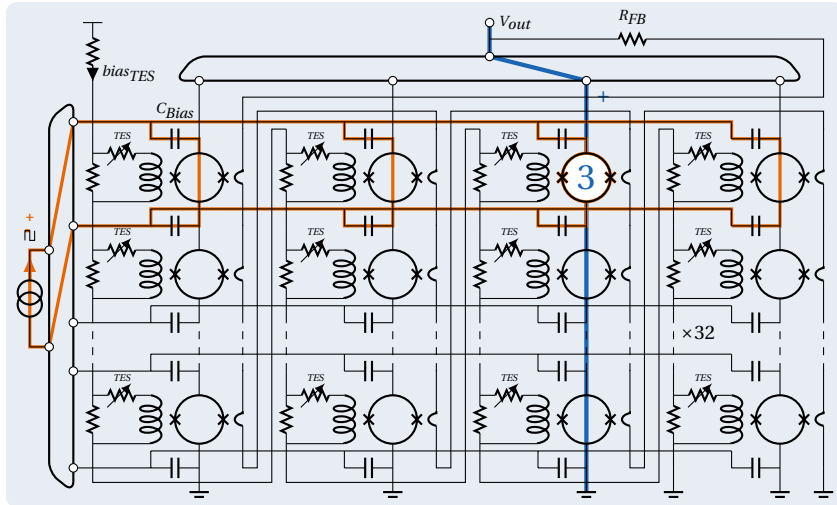 Vout
RFB
biasTES
CBias
TES TES TES TES
3
+
+
TES TES TES TES
×32
TES TES TES TES